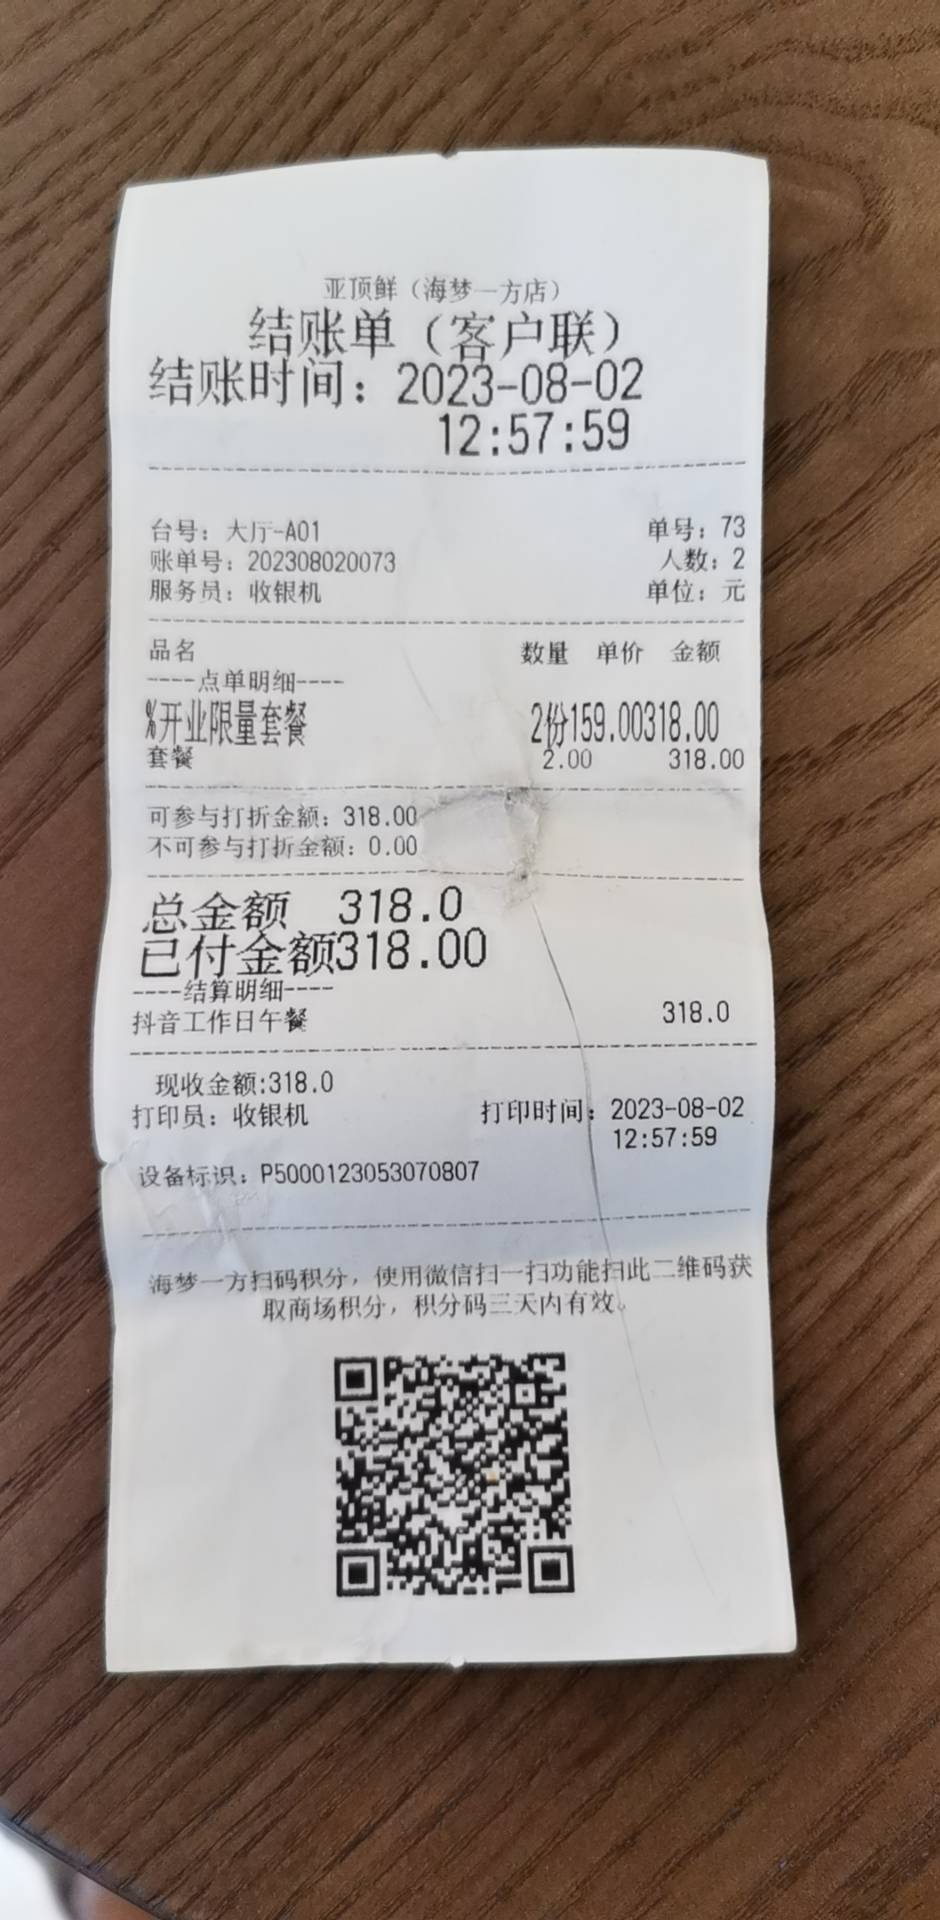 亚顶鲜（海梦一方店）
结账单（客户联）
结账时间：2023-08-02
12:57:59
台号：大厅-A01 单号：73
账单号：202308020073 人数：2
服务员：收银机 单位：元
品名 数量 单价 金额
----点单明细----
%开业限量套餐 2份159.00318.00
套餐 2.00 318.00
可参与打折金额：318.00
不可参与打折金额：0.00
总金额 318.0
已付金额318.00
----结算明细----
抖音工作日午餐 318.0
现收金额:318.0
打印员：收银机 打印时间：2023-08-02
12:57:59
设备标识：P5000123053070807
海梦一方扫码积分，使用微信扫一扫功能扫此二维码获
取商场积分，积分码三天内有效。